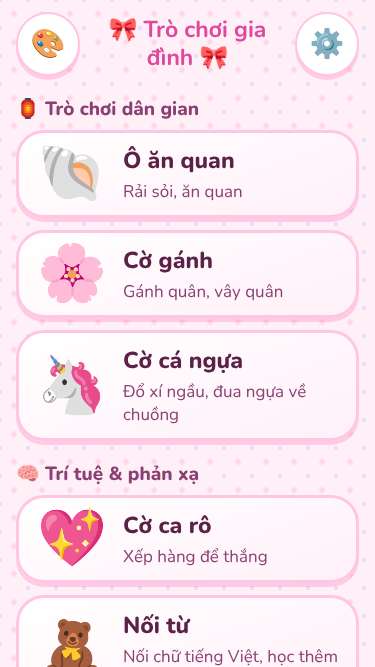 Trò chơi gia
đình
Trò chơi dân gian
Ô ăn quan
Rải sỏi, ăn quan
Cờ gánh
Gánh quân, vây quân
Cờ cá ngựa
Đổ xí ngầu, đua ngựa về
chuồng
Trí tuệ & phản xạ
Cờ ca rô
Xếp hàng để thắng
Nối từ
Nối chữ tiếng Việt, học thêm